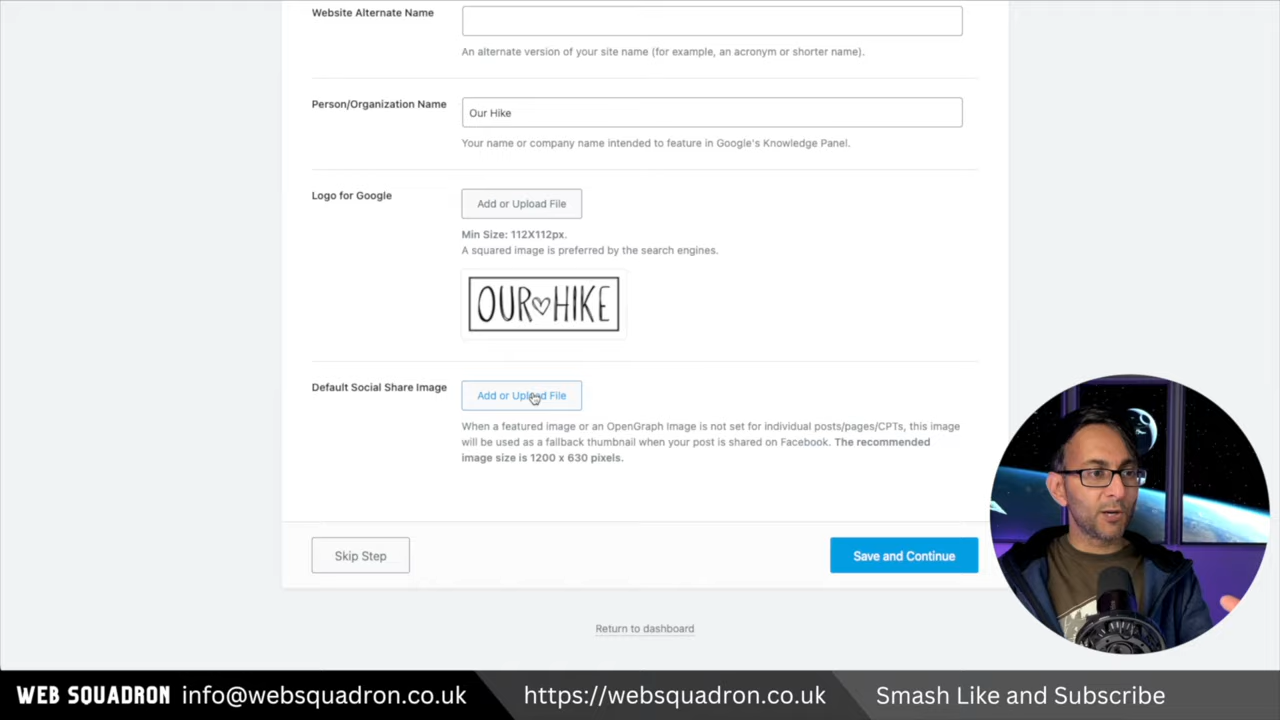 Website Alternate Name
An alternate version of your site name (for example, an acronym or shorter name).
Person/Organization Name
Our Hike
Your name or company name intended to feature in Google's Knowledge Panel.
Logo for Google
Add or Upload File
Min Size: 112X112px.
A squared image is preferred by the search engines.
OUR HIKE
Default Social Share Image
Add or Upload File
When a featured image or an OpenGraph Image is not set for individual posts/pages/CPTs, this image
will be used as a fallback thumbnail when your post is shared on Facebook. The recommended
image size is 1200 x 630 pixels.
Skip Step
Save and Continue
Return to dashboard
WEB SQUADRON info@websquadron.co.uk https://websquadron.co.uk Smash Like and Subscribe